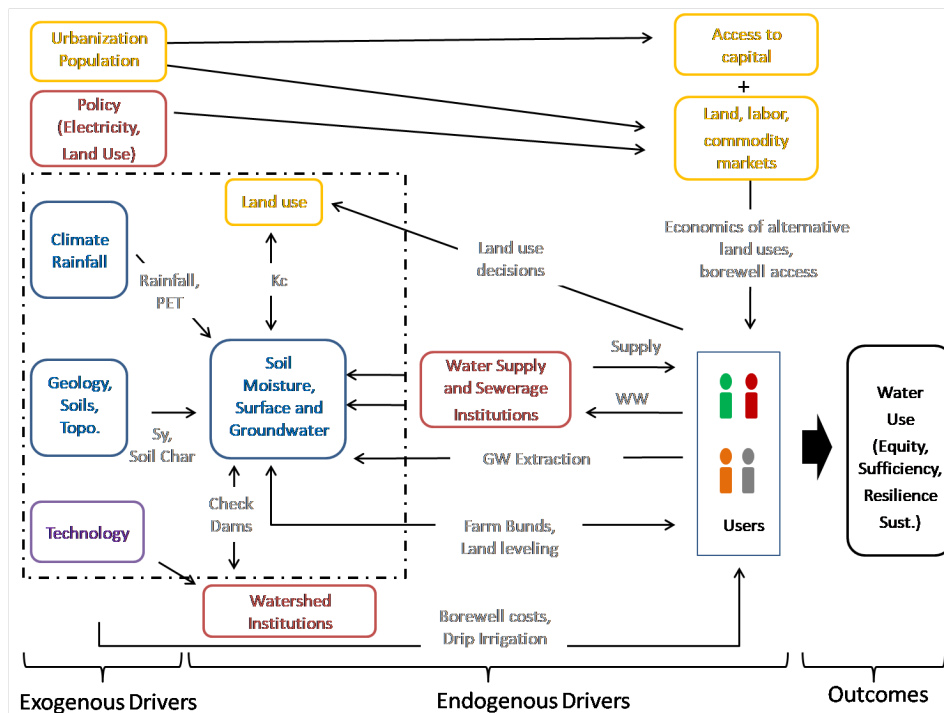 Urbanization
Population
Access to
capital
+
Policy
(Electricity,
Land Use)
Land, labor,
commodity
markets
Land use
Climate
Rainfall
Rainfall,
PET
Kc
Land use
decisions
Economics of alternative
land uses,
borewell access
Geology,
Soils,
Topo.
Sy,
Soil Char
Soil
Moisture,
Surface and
Groundwater
Water Supply
and Sewerage
Institutions
Supply
WW
GW Extraction
Water
Use
(Equity,
Sufficiency,
Resilience
Sust.)
Technology
Check
Dams
Farm Bunds,
Land leveling
Users
Watershed
Institutions
Borewell costs,
Drip Irrigation
Exogenous Drivers
Endogenous Drivers
Outcomes